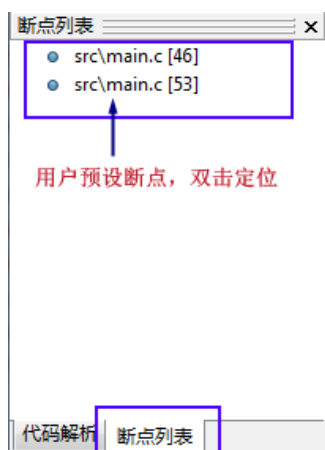 断点列表
src\main.c [46]
src\main.c [53]
用户预设断点，双击定位
代码解析 断点列表